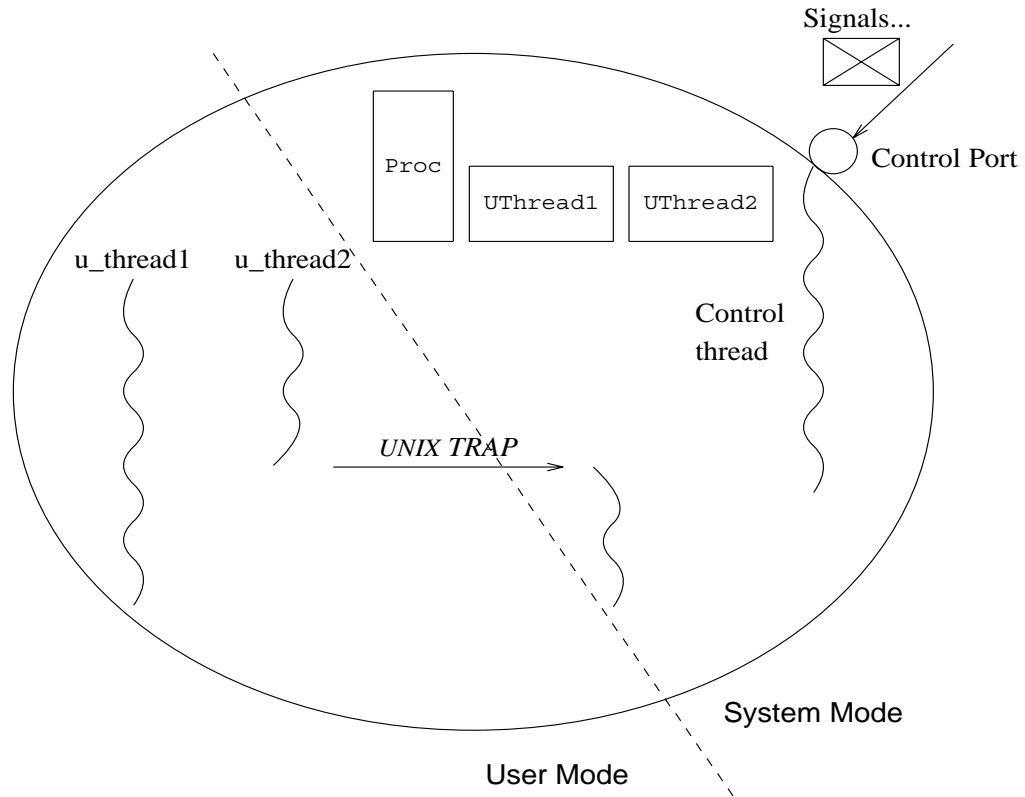 Signals...
Control Port
Proc
UThread1
UThread2
u_thread1
u_thread2
Control
thread
UNIX TRAP
System Mode
User Mode